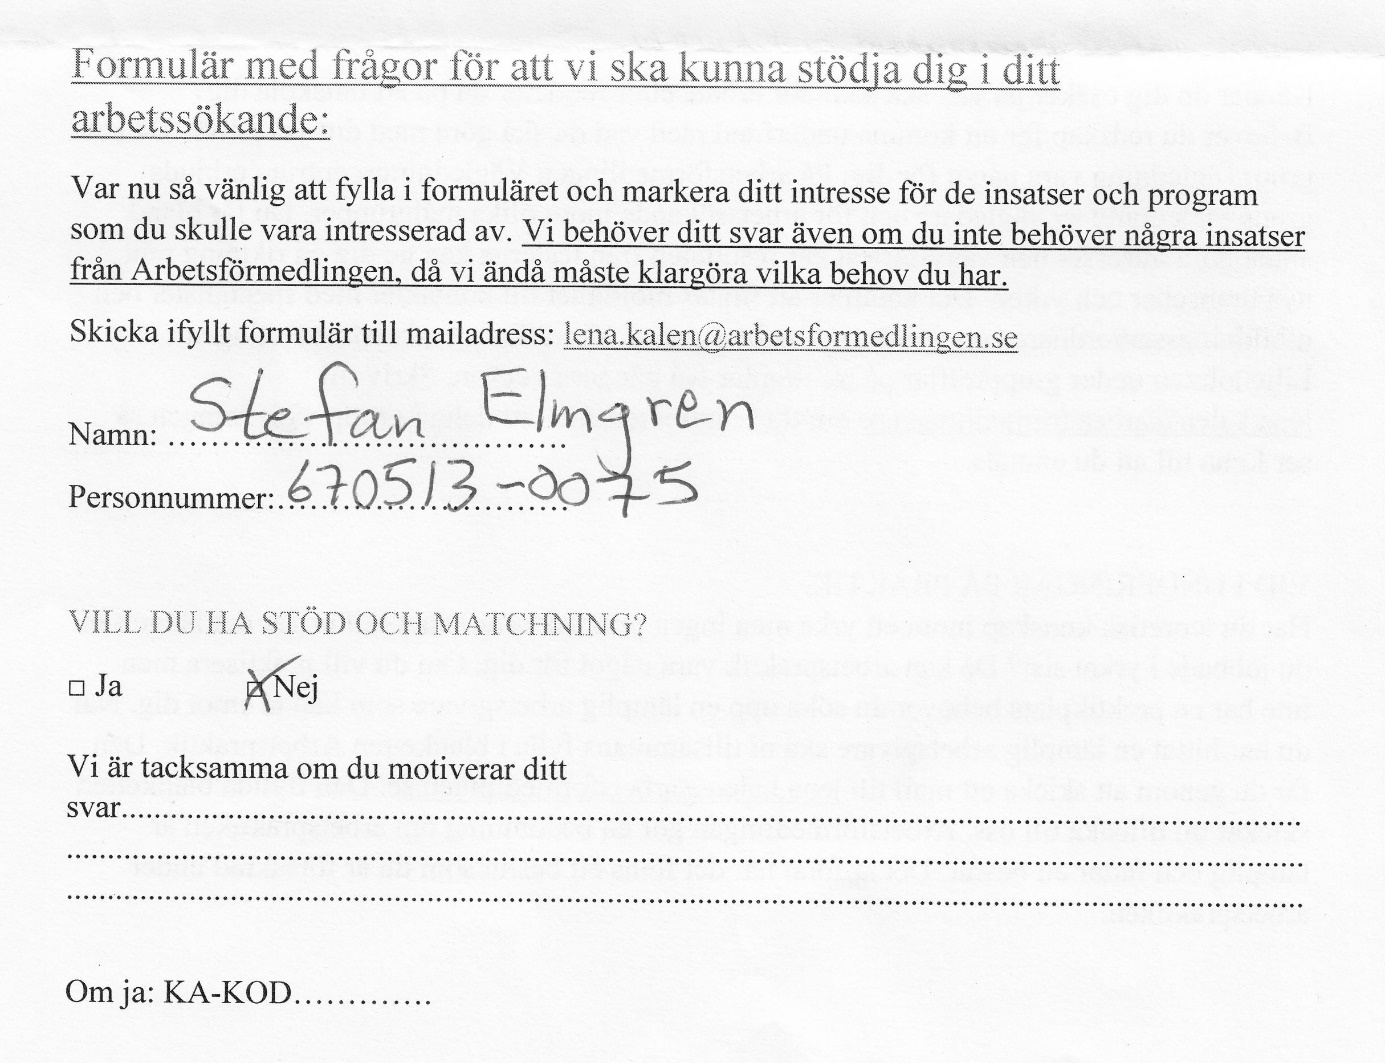 Formulär med frågor för att vi ska kunna stödja dig i ditt
arbetssökande:
Var nu så vänlig att fylla i formuläret och markera ditt intresse för de insatser och program
som du skulle vara intresserad av. Vi behöver ditt svar även om du inte behöver några insatser
från Arbetsförmedlingen, då vi ändå måste klargöra vilka behov du har.
Skicka ifyllt formulär till mailadress: lena.kalen@arbetsformedlingen.se
Namn: Stefan Elmgren
Personnummer: 670513-0075
VILL DU HA STÖD OCH MATCHNING?
□ Ja ☒ Nej
Vi är tacksamma om du motiverar ditt
svar....................
....................
....................
Om ja: KA-KOD.............